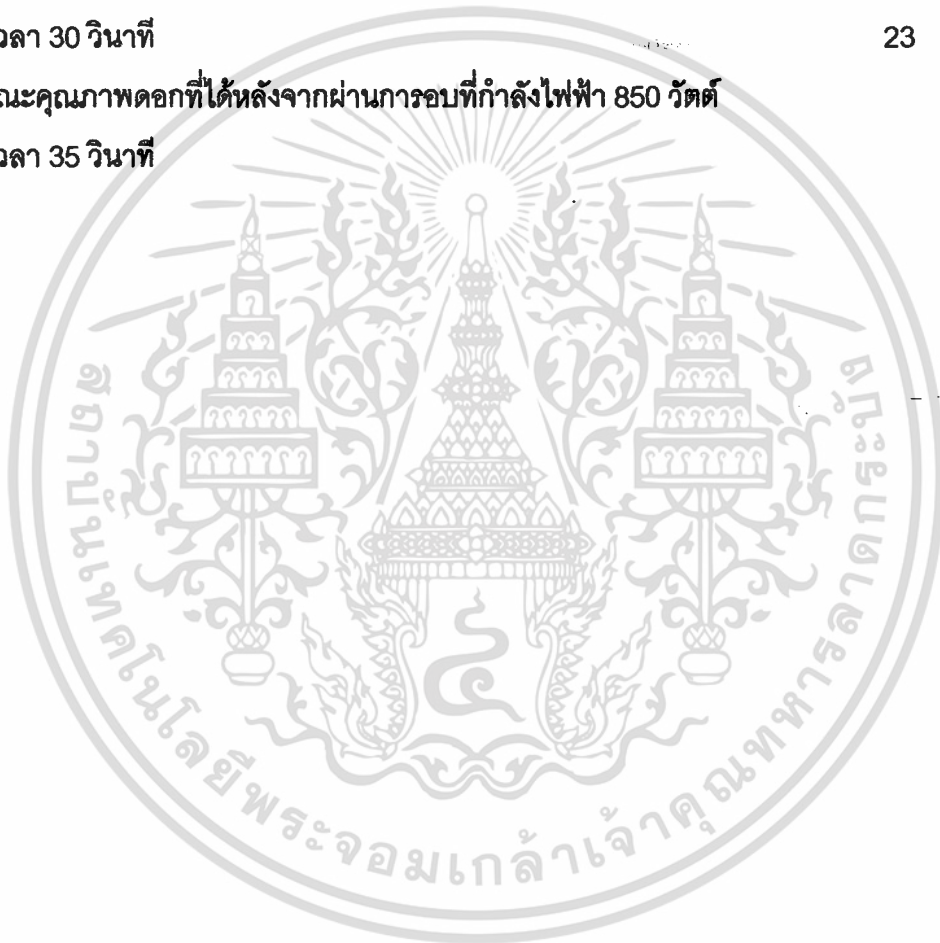 วลา 30 วินาที 23
ณะคุณภาพดอกที่ได้หลังจากผ่านการอบที่กำลังไฟฟ้า 850 วัตต์
วลา 35 วินาที
สถาบันเทคโนโลยีพระจอมเกล้าเจ้าคุณทหารลาดกระบัง
๔